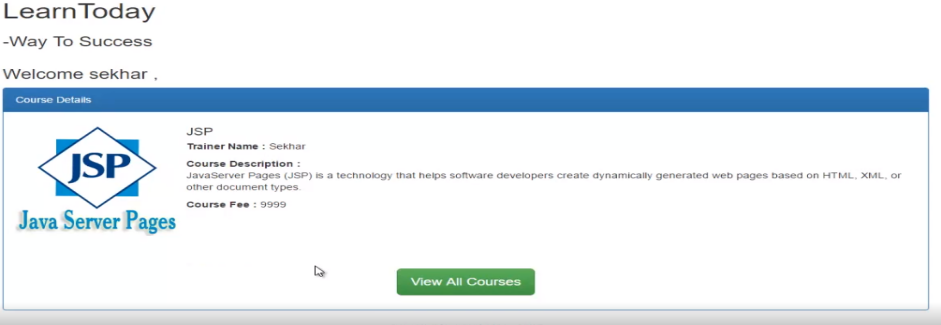 LearnToday
-Way To Success
Welcome sekhar ,
Course Details
JSP
Java Server Pages
JSP
Trainer Name : Sekhar
Course Description :
JavaServer Pages (JSP) is a technology that helps software developers create dynamically generated web pages based on HTML, XML, or
other document types.
Course Fee : 9999
View All Courses